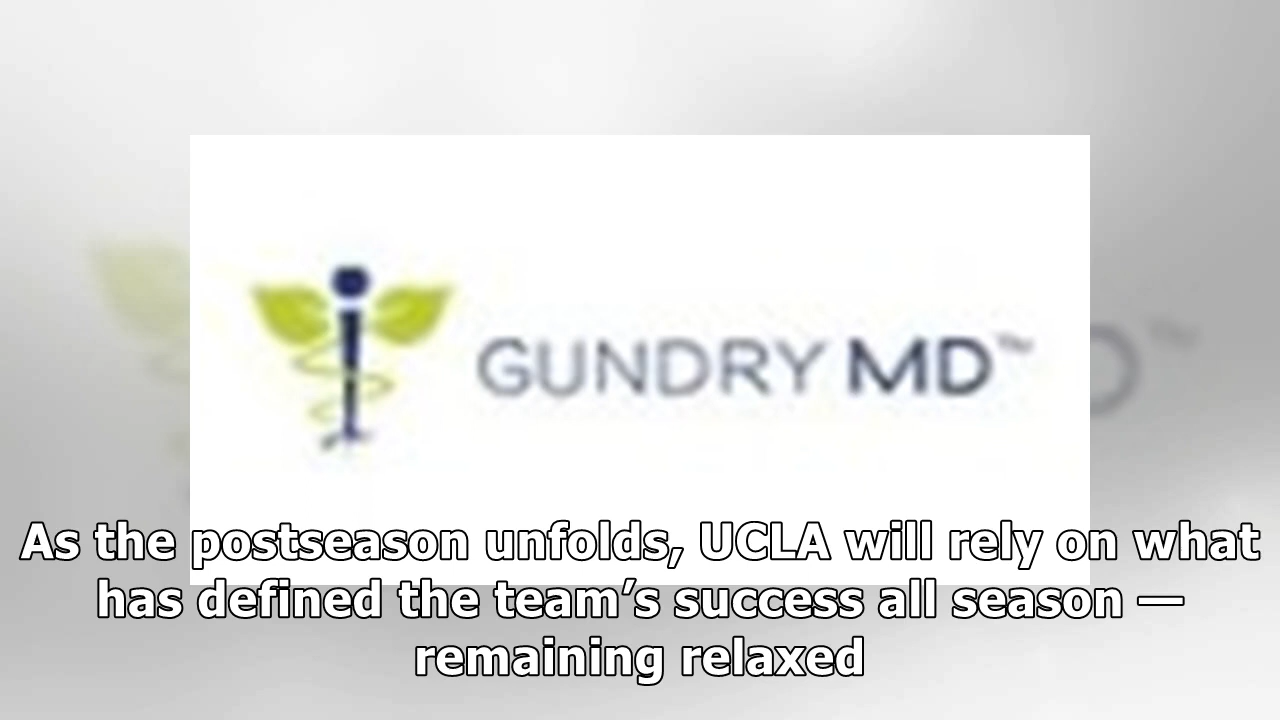 GUNDRY MD™
As the postseason unfolds, UCLA will rely on what
has defined the team’s success all season —
remaining relaxed